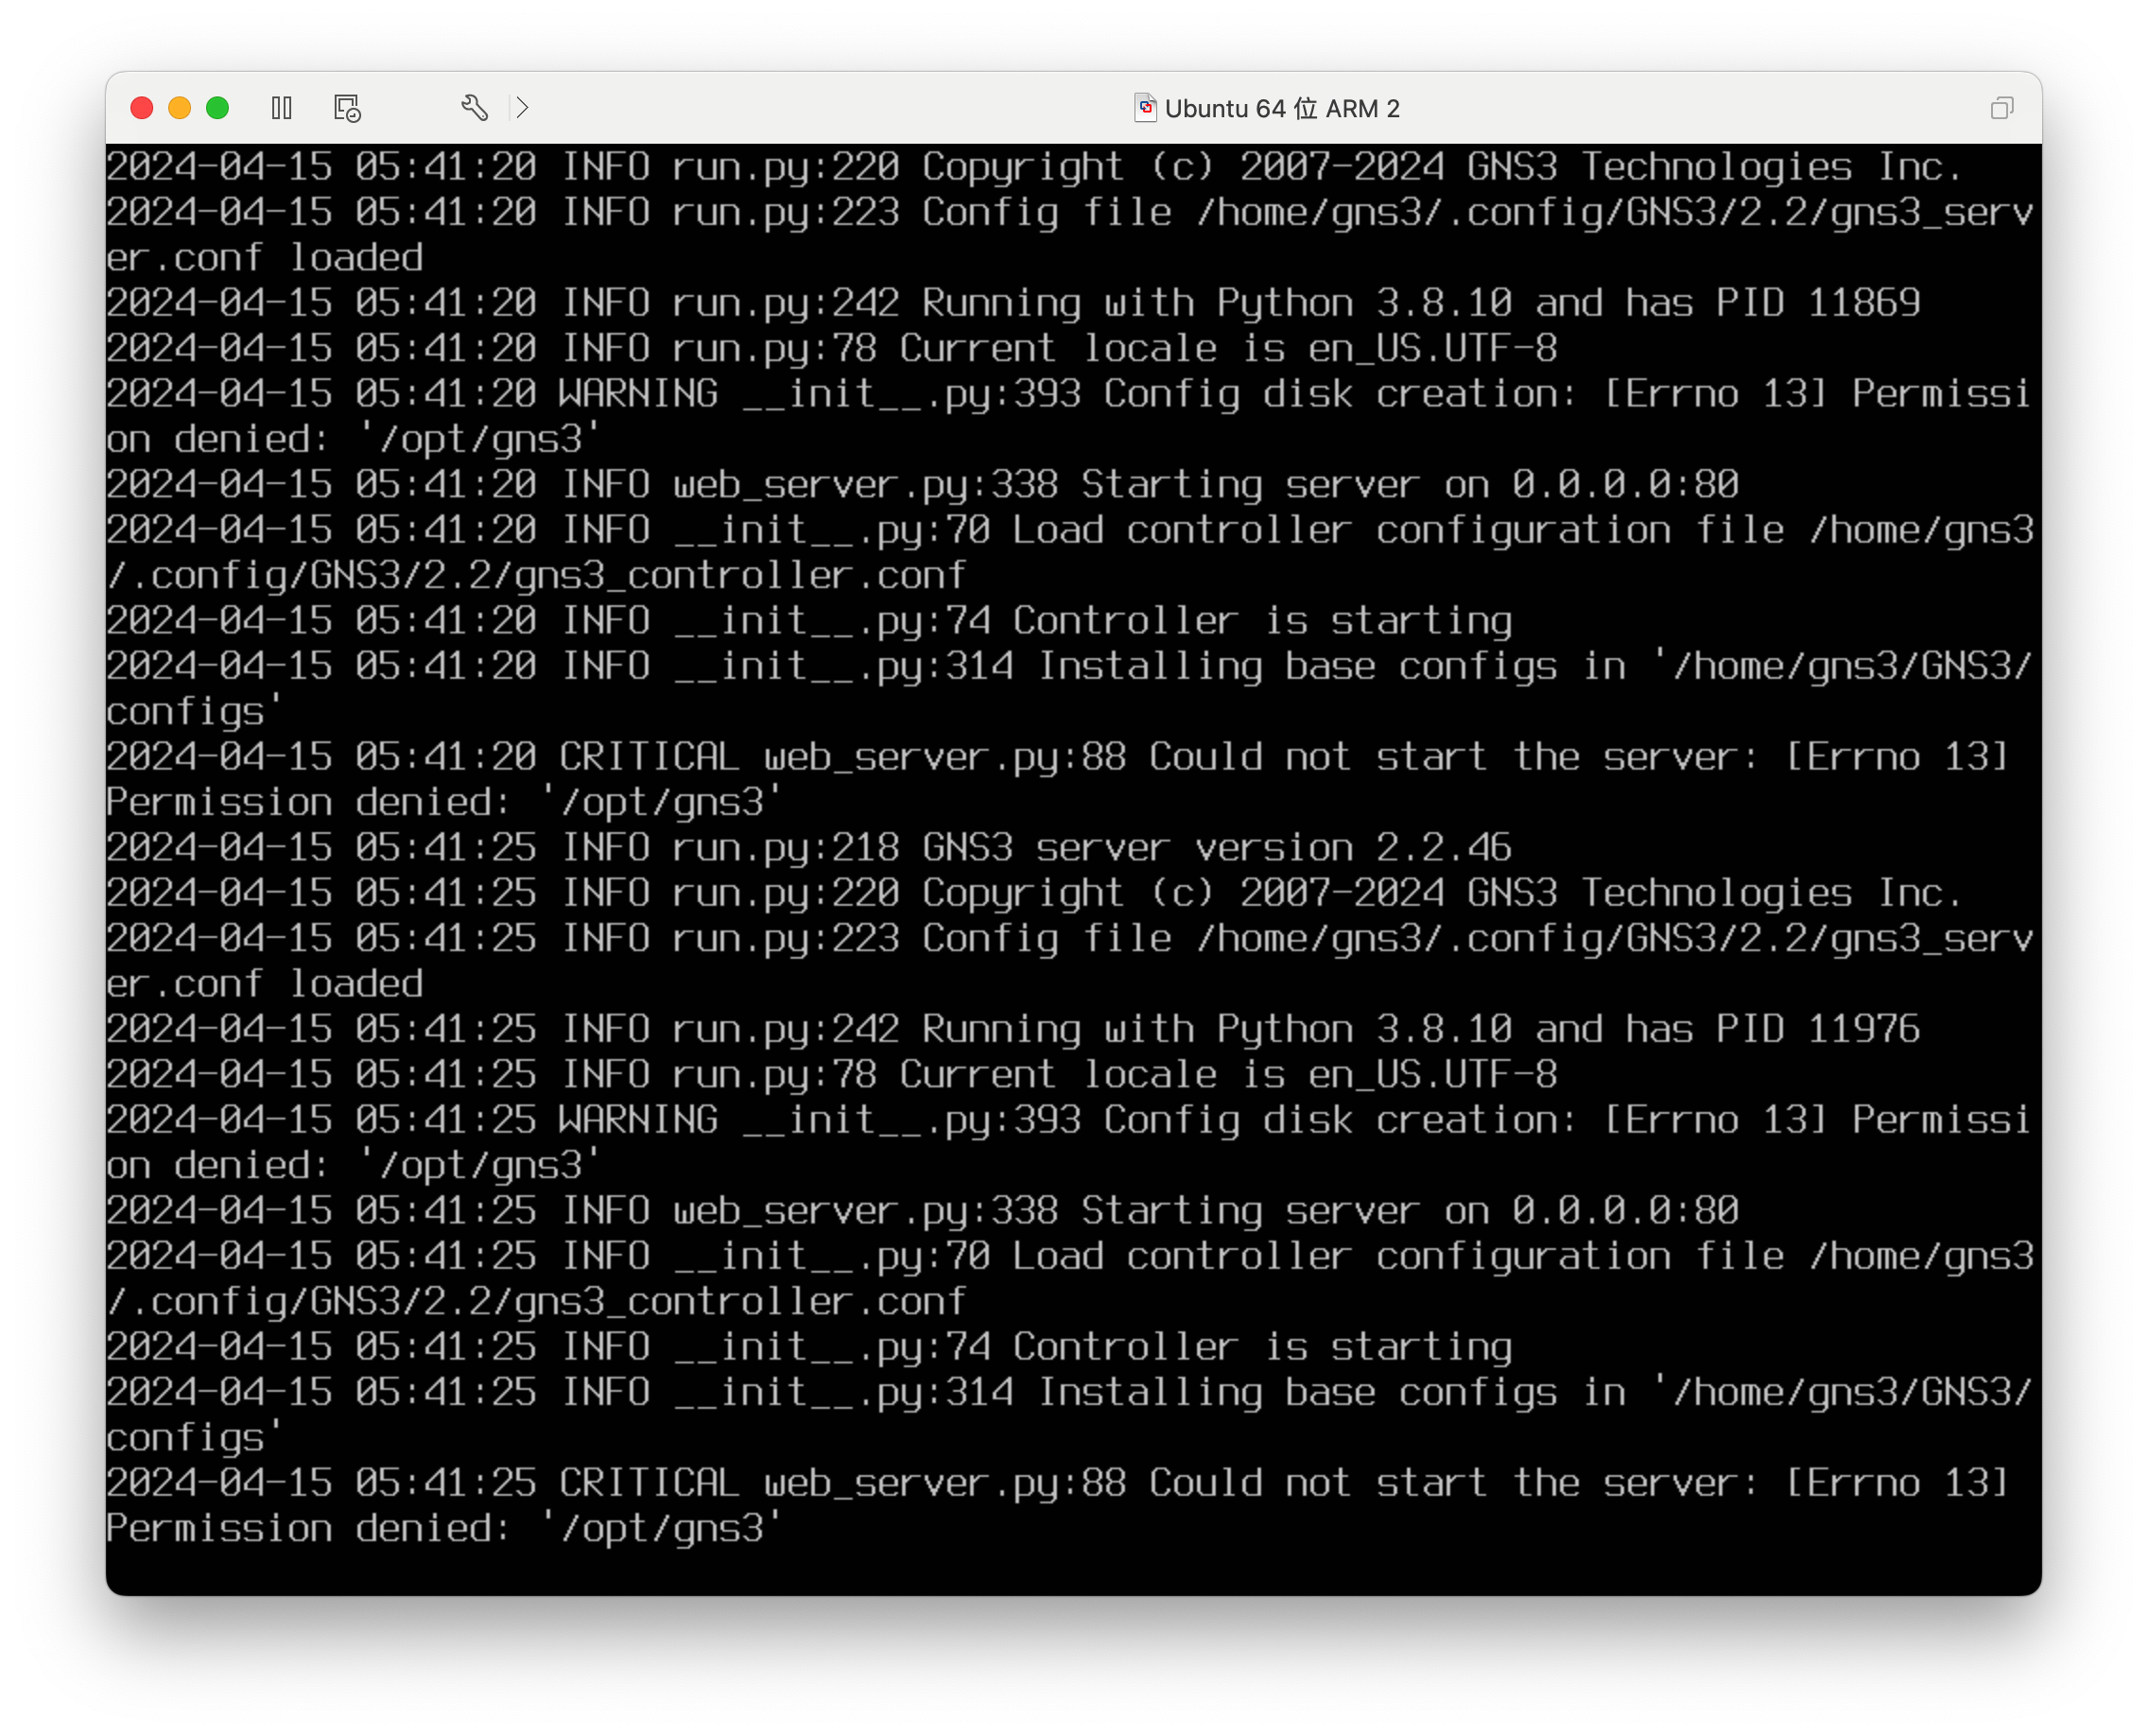 Ubuntu 64 位 ARM 2
2024-04-15 05:41:20 INFO run.py:220 Copyright (c) 2007-2024 GNS3 Technologies Inc.
2024-04-15 05:41:20 INFO run.py:223 Config file /home/gns3/.config/GNS3/2.2/gns3_serv
er.conf loaded
2024-04-15 05:41:20 INFO run.py:242 Running with Python 3.8.10 and has PID 11869
2024-04-15 05:41:20 INFO run.py:78 Current locale is en_US.UTF-8
2024-04-15 05:41:20 WARNING __init__.py:393 Config disk creation: [Errno 13] Permissi
on denied: '/opt/gns3'
2024-04-15 05:41:20 INFO web_server.py:338 Starting server on 0.0.0.0:80
2024-04-15 05:41:20 INFO __init__.py:70 Load controller configuration file /home/gns3
/.config/GNS3/2.2/gns3_controller.conf
2024-04-15 05:41:20 INFO __init__.py:74 Controller is starting
2024-04-15 05:41:20 INFO __init__.py:314 Installing base configs in '/home/gns3/GNS3/
configs'
2024-04-15 05:41:20 CRITICAL web_server.py:88 Could not start the server: [Errno 13]
Permission denied: '/opt/gns3'
2024-04-15 05:41:25 INFO run.py:218 GNS3 server version 2.2.46
2024-04-15 05:41:25 INFO run.py:220 Copyright (c) 2007-2024 GNS3 Technologies Inc.
2024-04-15 05:41:25 INFO run.py:223 Config file /home/gns3/.config/GNS3/2.2/gns3_serv
er.conf loaded
2024-04-15 05:41:25 INFO run.py:242 Running with Python 3.8.10 and has PID 11976
2024-04-15 05:41:25 INFO run.py:78 Current locale is en_US.UTF-8
2024-04-15 05:41:25 WARNING __init__.py:393 Config disk creation: [Errno 13] Permissi
on denied: '/opt/gns3'
2024-04-15 05:41:25 INFO web_server.py:338 Starting server on 0.0.0.0:80
2024-04-15 05:41:25 INFO __init__.py:70 Load controller configuration file /home/gns3
/.config/GNS3/2.2/gns3_controller.conf
2024-04-15 05:41:25 INFO __init__.py:74 Controller is starting
2024-04-15 05:41:25 INFO __init__.py:314 Installing base configs in '/home/gns3/GNS3/
configs'
2024-04-15 05:41:25 CRITICAL web_server.py:88 Could not start the server: [Errno 13]
Permission denied: '/opt/gns3'